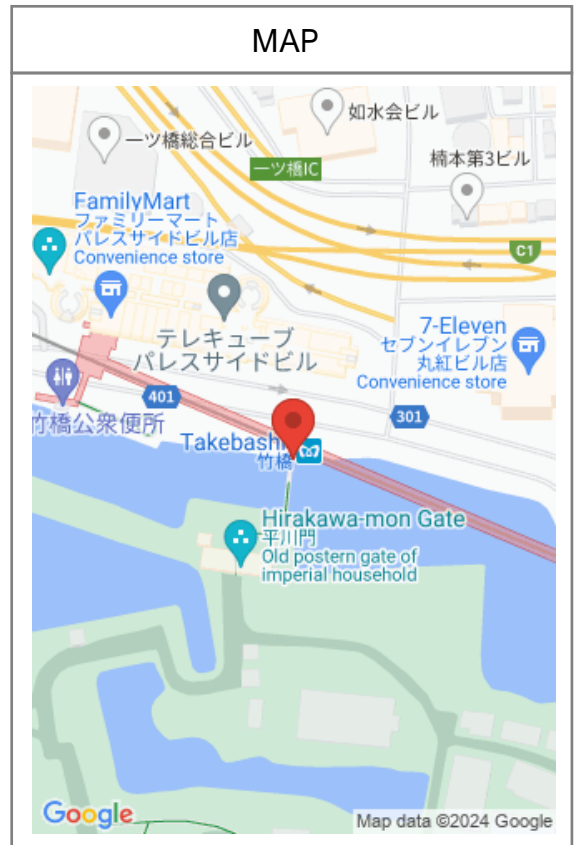 MAP
如水会ビル
一ツ橋総合ビル
一ツ橋IC
楠本第3ビル
FamilyMart
ファミリーマート
パレスサイドビル店
Convenience store
C1
テレキューブ
パレスサイドビル
7-Eleven
セブンイレブン
丸紅ビル店
Convenience store
401
301
竹橋公衆便所
Takebashi
竹橋
Hirakawa-mon Gate
平川門
Old postern gate of
imperial household
Google
Map data ©2024 Google